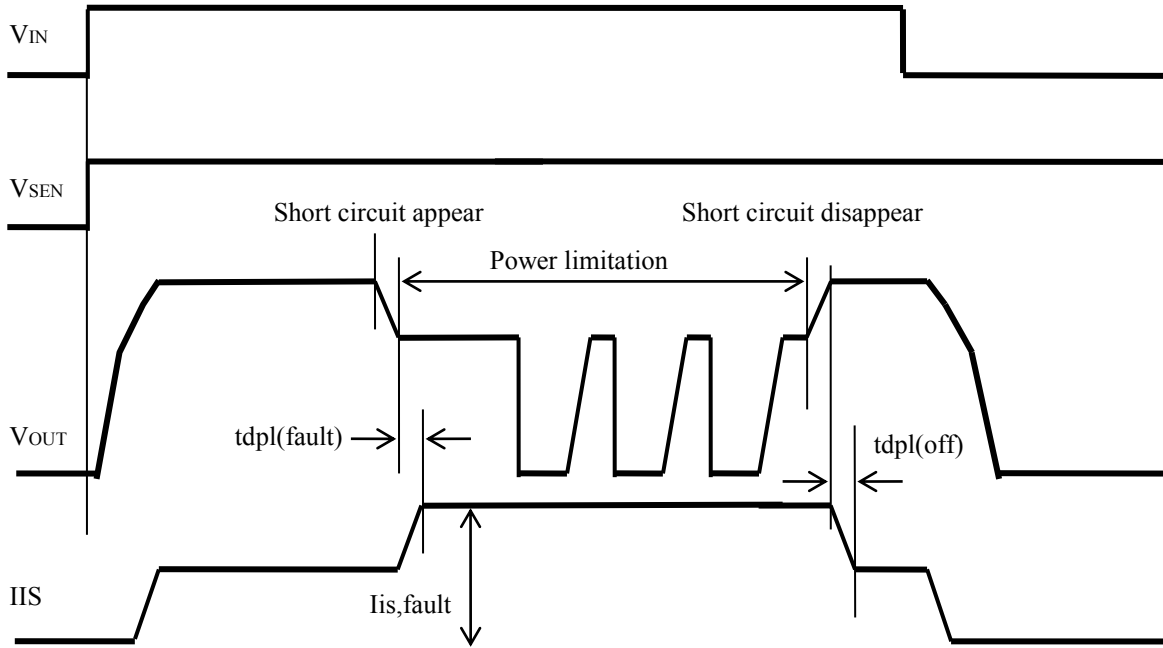 VIN
VSEN
Short circuit appear
Short circuit disappear
Power limitation
VOUT
tdpl(fault)
tdpl(off)
IIS
Iis,fault